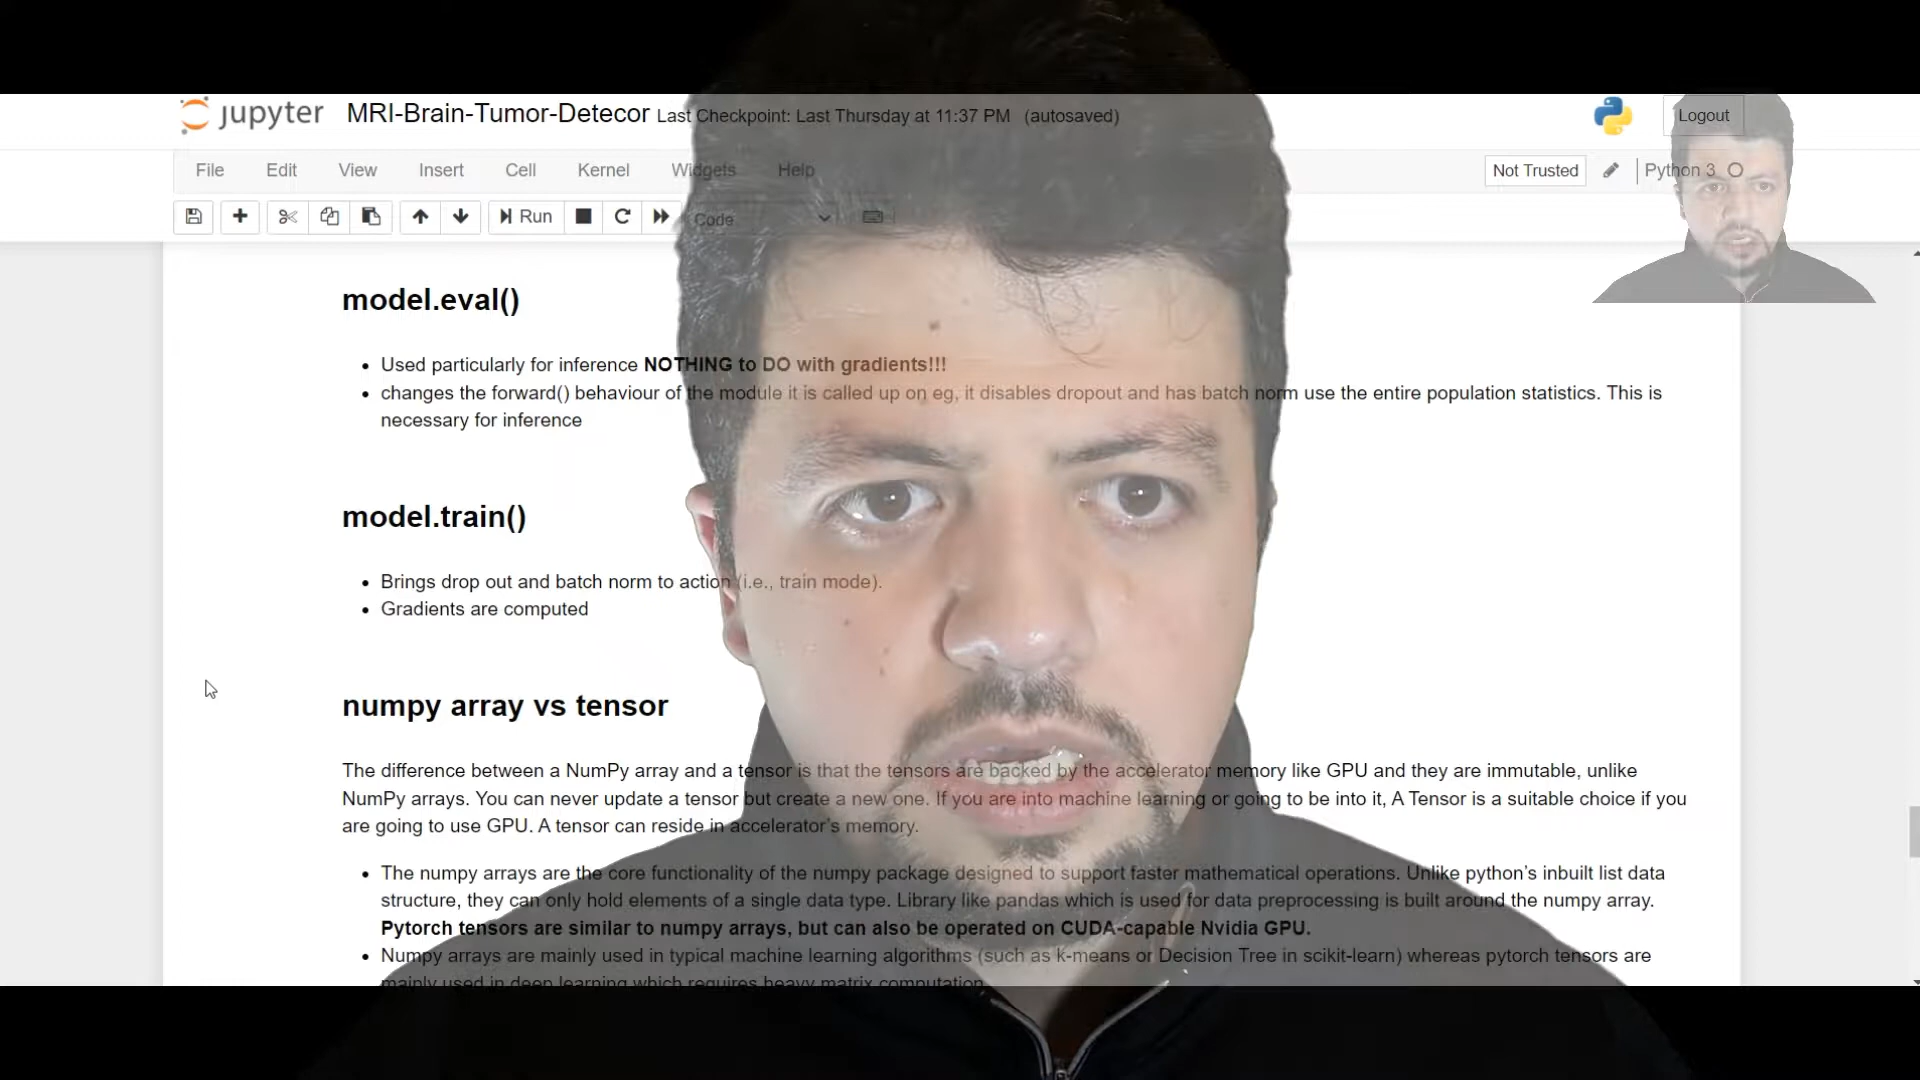 jupyter MRI-Brain-Tumor-Detecor Last Checkpoint: Last Thursday at 11:37 PM (autosaved) Logout
File Edit View Insert Cell Kernel Widgets Help Not Trusted Python 3
Run Code
model.eval()
Used particularly for inference NOTHING to DO with gradients!!!
changes the forward() behaviour of the module it is called up on eg, it disables dropout and has batch norm use the entire population statistics. This is
necessary for inference
model.train()
Brings drop out and batch norm to action (i.e., train mode).
Gradients are computed
numpy array vs tensor
The difference between a NumPy array and a tensor is that the tensors are backed by the accelerator memory like GPU and they are immutable, unlike
NumPy arrays. You can never update a tensor but create a new one. If you are into machine learning or going to be into it, A Tensor is a suitable choice if you
are going to use GPU. A tensor can reside in accelerator's memory.
The numpy arrays are the core functionality of the numpy package designed to support faster mathematical operations. Unlike python's inbuilt list data
structure, they can only hold elements of a single data type. Library like pandas which is used for data preprocessing is built around the numpy array.
Pytorch tensors are similar to numpy arrays, but can also be operated on CUDA-capable Nvidia GPU.
Numpy arrays are mainly used in typical machine learning algorithms (such as k-means or Decision Tree in scikit-learn) whereas pytorch tensors are
mainly used in deep learning which requires heavy matrix computation.